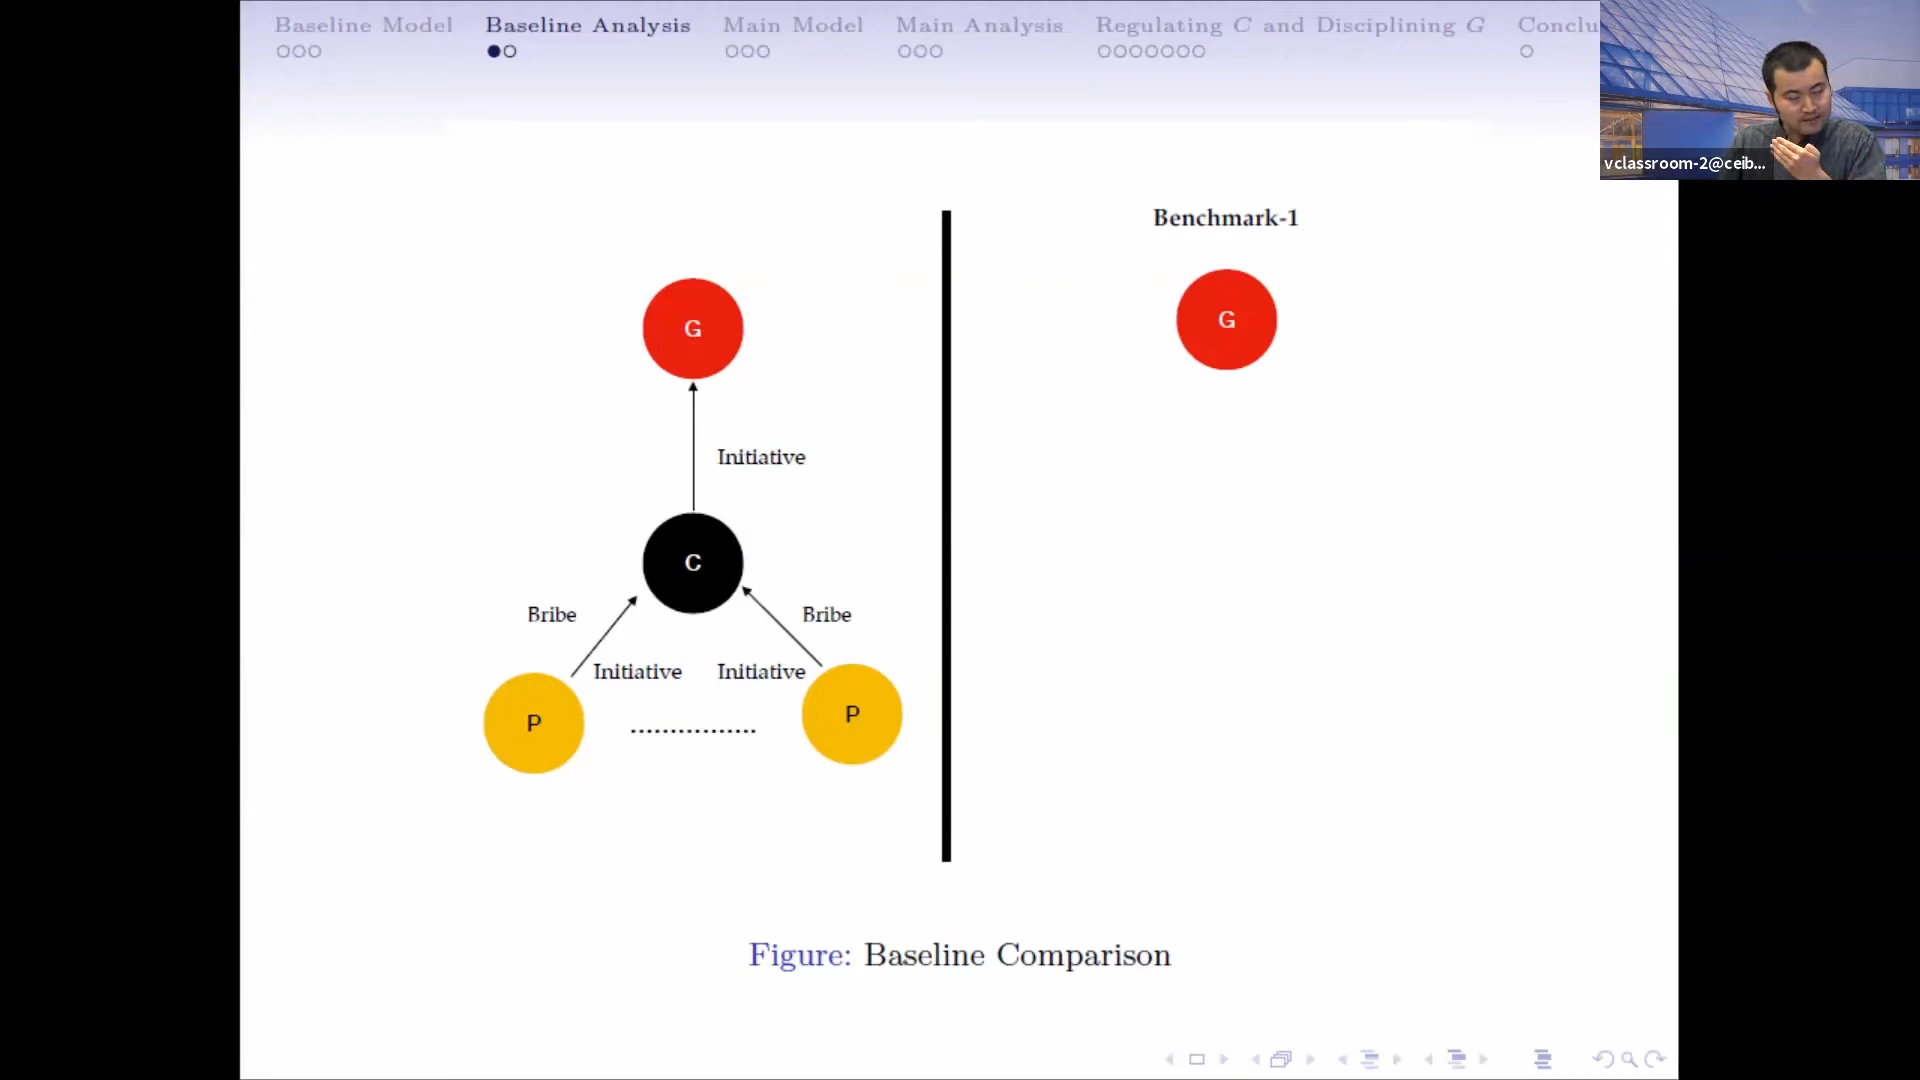 Baseline Model
Baseline Analysis
Main Model
Main Analysis
Regulating C and Disciplining G
Conclu
vclassroom-2@ceib...
Benchmark-1
G
G
Initiative
C
Bribe
Bribe
Initiative
Initiative
P
P
Figure: Baseline Comparison